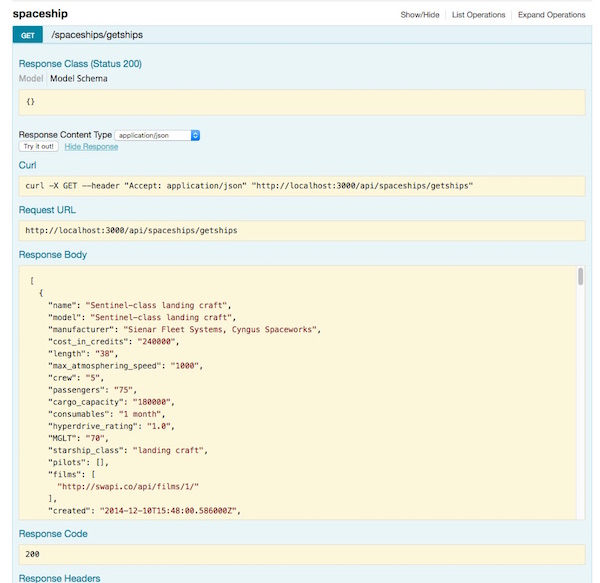 spaceship
Show/Hide | List Operations | Expand Operations
GET /spaceships/getships
Response Class (Status 200)
Model | Model Schema
{}
Response Content Type application/json
Try it out! Hide Response
Curl
curl -X GET --header "Accept: application/json" "http://localhost:3000/api/spaceships/getships"
Request URL
http://localhost:3000/api/spaceships/getships
Response Body
[
{
"name": "Sentinel-class landing craft",
"model": "Sentinel-class landing craft",
"manufacturer": "Sienar Fleet Systems, Cyngus Spaceworks",
"cost_in_credits": "240000",
"length": "38",
"max_atmosphering_speed": "1000",
"crew": "5",
"passengers": "75",
"cargo_capacity": "180000",
"consumables": "1 month",
"hyperdrive_rating": "1.0",
"MGLT": "70",
"starship_class": "landing craft",
"pilots": [],
"films": [
"http://swapi.co/api/films/1/"
],
"created": "2014-12-10T15:48:00.586000Z",
Response Code
200
Response Headers